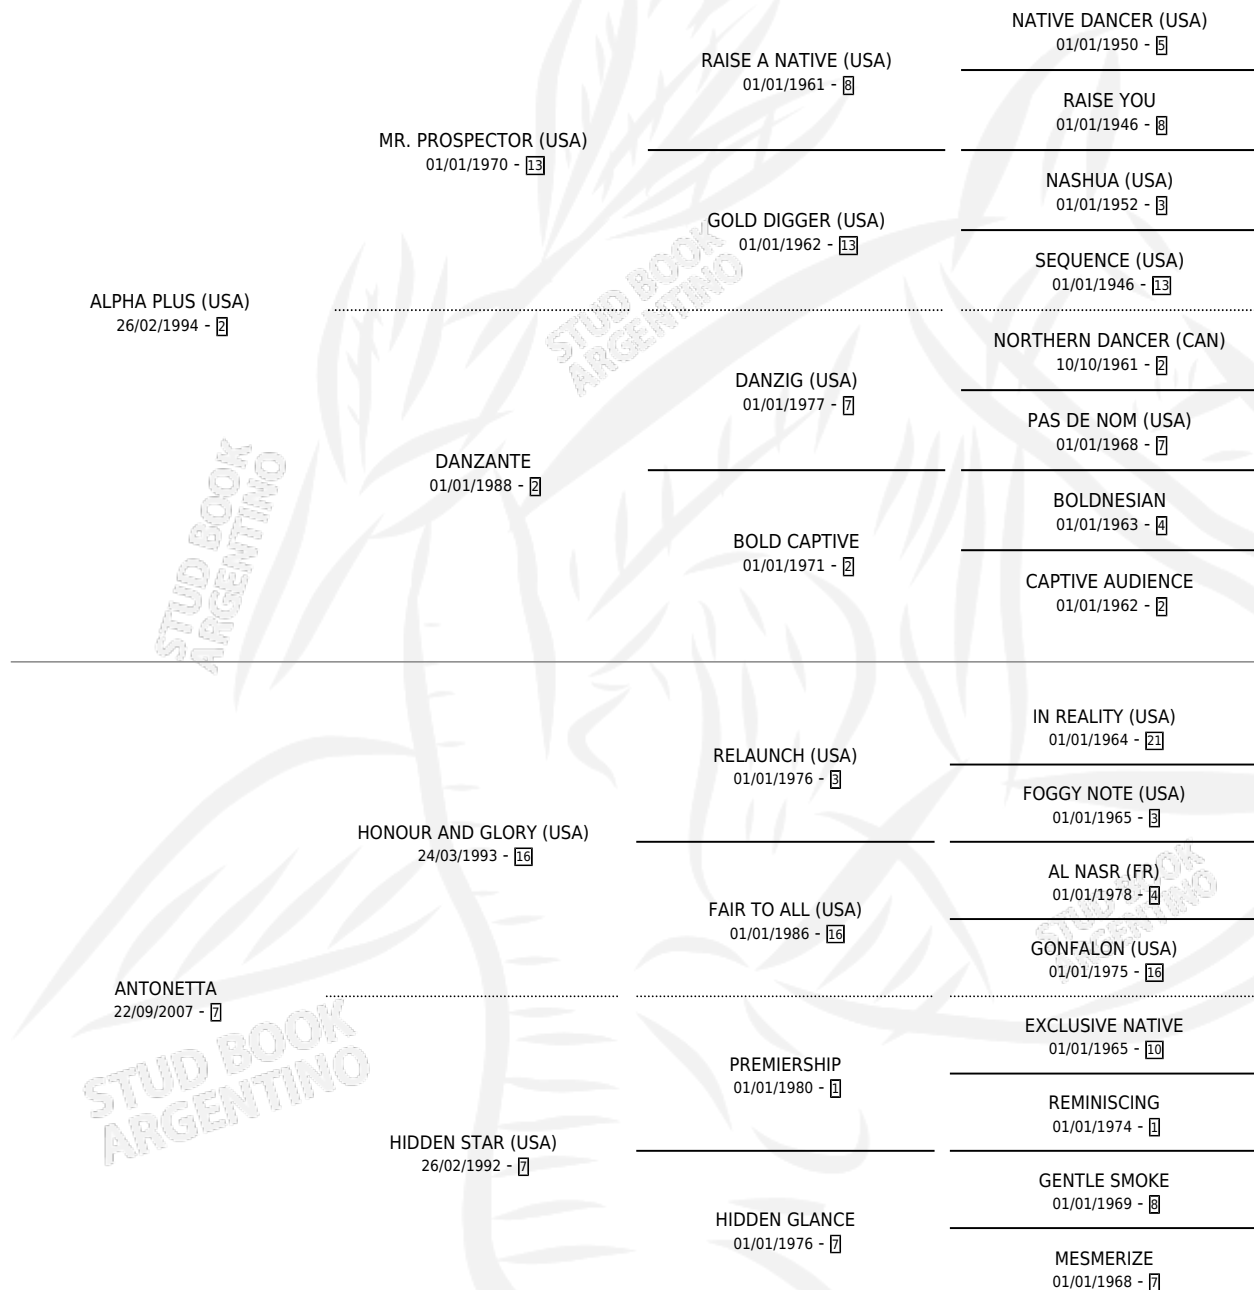 NATIVE DANCER (USA)
01/01/1950 - 5
RAISE A NATIVE (USA)
01/01/1961 - 8
RAISE YOU
01/01/1946 - 8
MR. PROSPECTOR (USA)
01/01/1970 - 13
NASHUA (USA)
01/01/1952 - 3
GOLD DIGGER (USA)
01/01/1962 - 13
SEQUENCE (USA)
01/01/1946 - 13
STUD BOOK
ARGENTINO
ALPHA PLUS (USA)
26/02/1994 - 2
NORTHERN DANCER (CAN)
10/10/1961 - 2
DANZIG (USA)
01/01/1977 - 7
PAS DE NOM (USA)
01/01/1968 - 7
DANZANTE
01/01/1988 - 2
BOLDNESIAN
01/01/1963 - 4
BOLD CAPTIVE
01/01/1971 - 2
CAPTIVE AUDIENCE
01/01/1962 - 2
STUD BOOK
ARGENTINO
IN REALITY (USA)
01/01/1964 - 21
RELAUNCH (USA)
01/01/1976 - 3
FOGGY NOTE (USA)
01/01/1965 - 3
HONOUR AND GLORY (USA)
24/03/1993 - 16
AL NASR (FR)
01/01/1978 - 4
FAIR TO ALL (USA)
01/01/1986 - 16
GONFALON (USA)
01/01/1975 - 16
STUD BOOK
ARGENTINO
ANTONETTA
22/09/2007 - 7
EXCLUSIVE NATIVE
01/01/1965 - 10
PREMIERSHIP
01/01/1980 - 1
REMINISCING
01/01/1974 - 1
STUD BOOK
ARGENTINO
HIDDEN STAR (USA)
26/02/1992 - 7
GENTLE SMOKE
01/01/1969 - 8
HIDDEN GLANCE
01/01/1976 - 7
MESMERIZE
01/01/1968 - 7